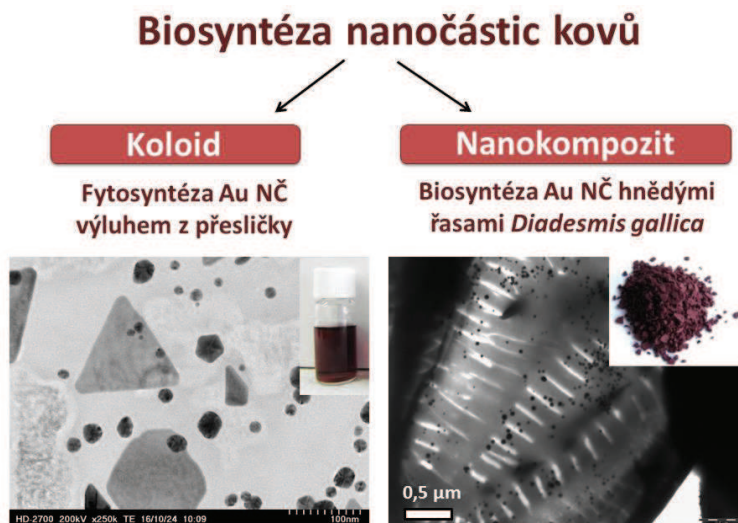 Biosyntéza nanočástic kovů
Koloid
Nanokompozit
Fytosyntéza Au NČ
výluhem z přesličky
Biosyntéza Au NČ hnědými
řasami Diadesmis gallica
0,5 µm
HD-2700 200kV x250k TE 16/10/24 10:09 100nm